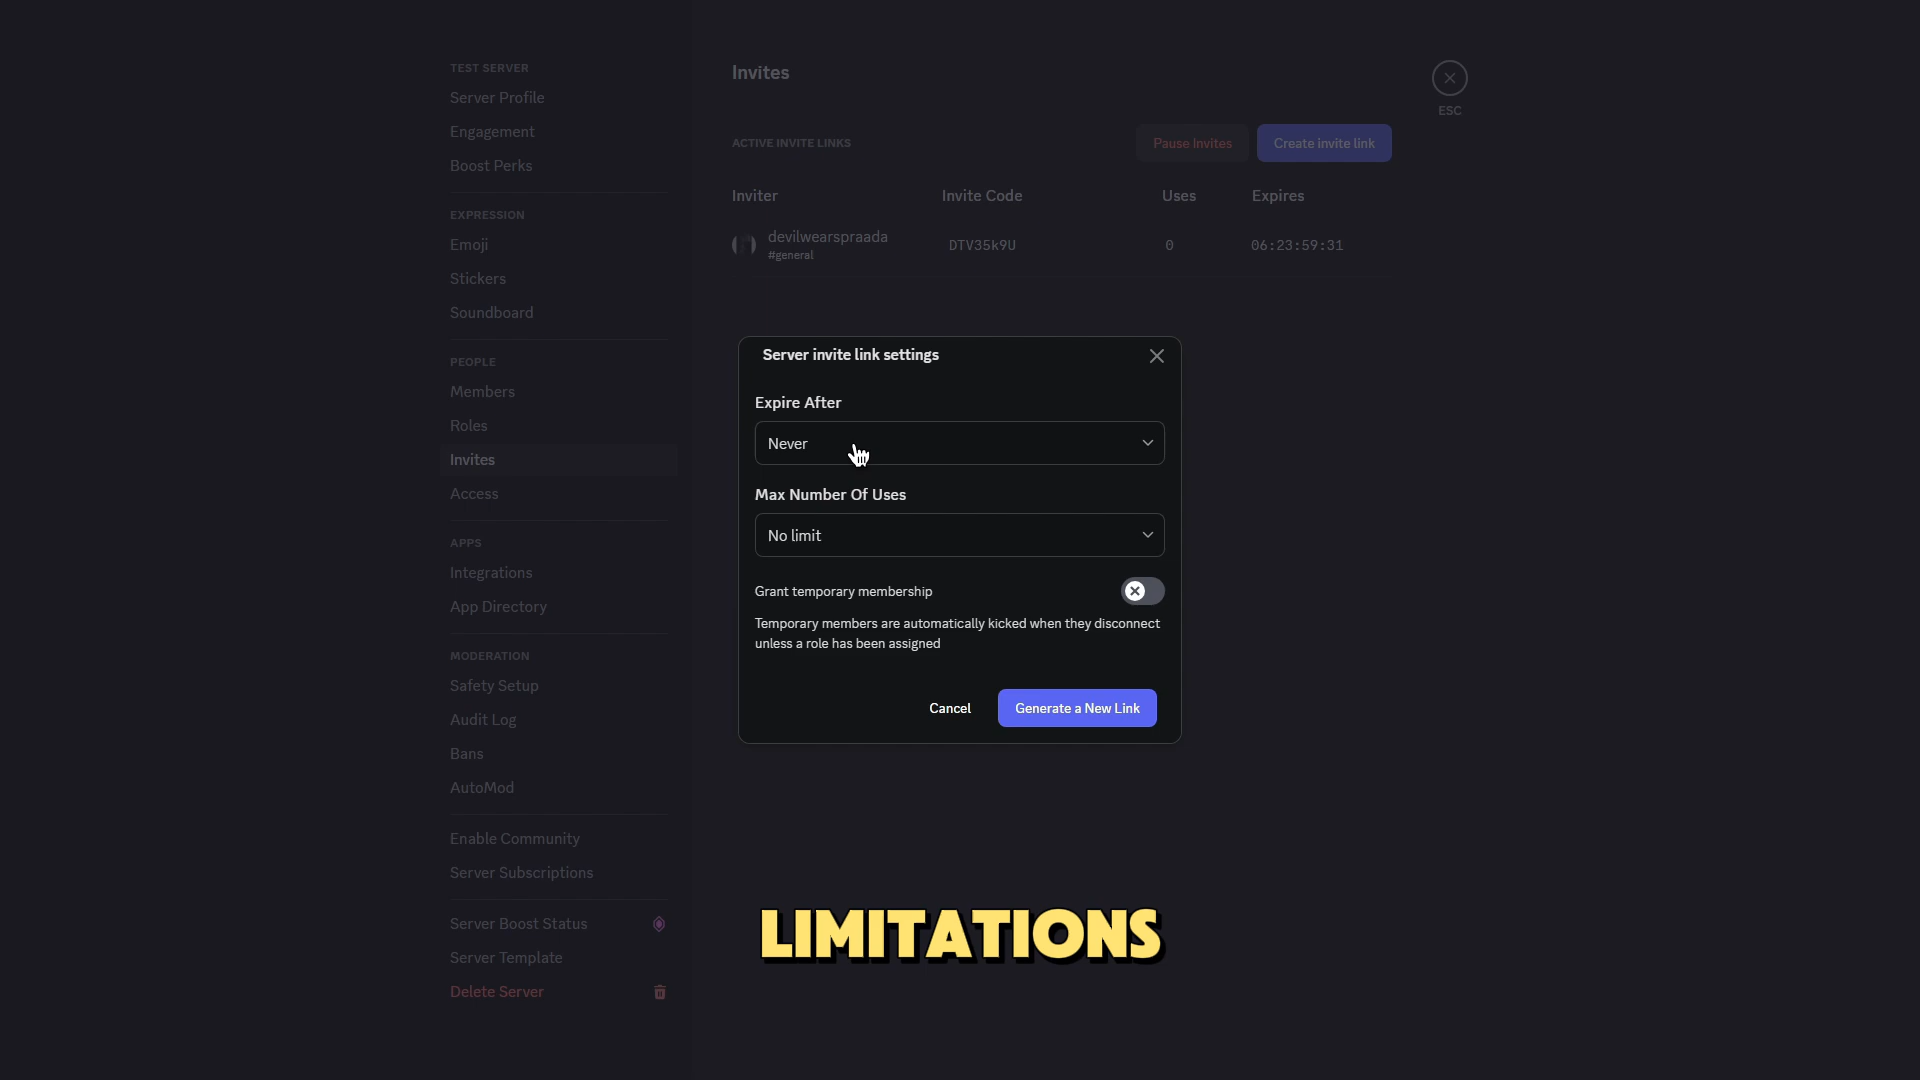 TEST SERVER
Server Profile
Engagement
Boost Perks
EXPRESSION
Emoji
Stickers
Soundboard
PEOPLE
Members
Roles
Invites
Access
APPS
Integrations
App Directory
MODERATION
Safety Setup
Audit Log
Bans
AutoMod
Enable Community
Server Subscriptions
Server Boost Status
Server Template
Delete Server
Invites
ESC
ACTIVE INVITE LINKS
Pause Invites
Create invite link
Inviter Invite Code Uses Expires
devilwearspraada DTV35k9U 0 06:23:59:31
#general
Server invite link settings
Expire After
Never
Max Number Of Uses
No limit
Grant temporary membership
Temporary members are automatically kicked when they disconnect
unless a role has been assigned
Cancel
Generate a New Link
LIMITATIONS